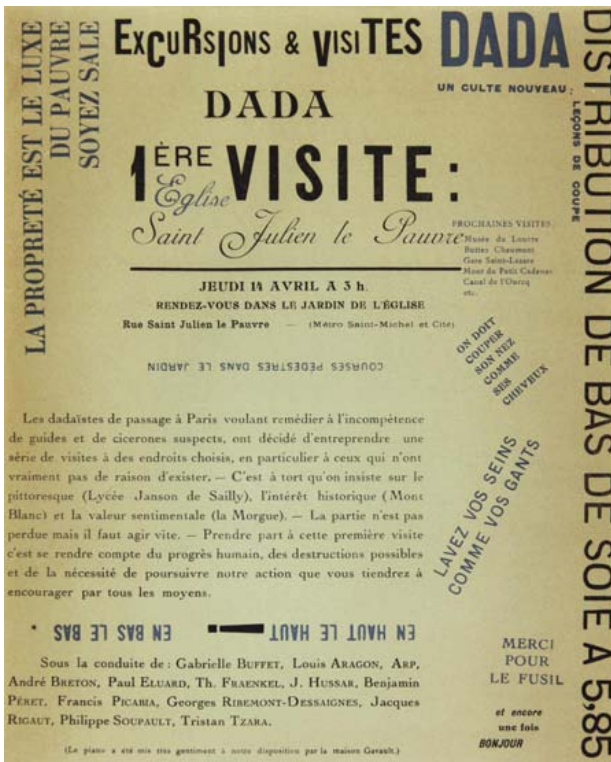 LA PROPRETÉ EST LE LUXE
DU PAUVRE
SOYEZ SALE
EXCURSIONS & VISITES
DADA
1ÈRE VISITE :
Eglise
Saint Julien le Pauvre
JEUDI 14 AVRIL A 3 h.
RENDEZ-VOUS DANS LE JARDIN DE L'ÉGLISE
Rue Saint Julien le Pauvre — (Métro Saint-Michel et Cité)
COURSES PÉDESTRES DANS LE JARDIN
DADA
UN CULTE NOUVEAU :
LEÇONS DE COUPE
DISTRIBUTION DE BAS DE SOIE A 5,85
PROCHAINES VISITES :
Musée du Louvre
Buttes Chaumont
Gare Saint-Lazare
Mont du Petit Cadenas
Canal de l'Ourcq
etc.
ON DOIT
COUPER
SON NEZ
COMME
SES
CHEVEUX
Les dadaïstes de passage à Paris voulant remédier à l'incompétence
de guides et de cicerones suspects, ont décidé d'entreprendre une
série de visites à des endroits choisis, en particulier à ceux qui n'ont
vraiment pas de raison d'exister. — C'est à tort qu'on insiste sur le
pittoresque (Lycée Janson de Sailly), l'intérêt historique (Mont
Blanc) et la valeur sentimentale (la Morgue). — La partie n'est pas
perdue mais il faut agir vite. — Prendre part à cette première visite
c'est se rendre compte du progrès humain, des destructions possibles
et de la nécessité de poursuivre notre action que vous tiendrez à
encourager par tous les moyens.
LAVEZ VOS SEINS
COMME VOS GANTS
EN HAUT LE HAUT ! EN BAS LE BAS .
Sous la conduite de : Gabrielle BUFFET, Louis ARAGON, ARP,
André BRETON, Paul ELUARD, Th. FRAENKEL, J. HUSSAR, Benjamin
PÉRET, Francis PICABIA, Georges RIBEMONT-DESSAIGNES, Jacques
RIGAUT, Philippe SOUPAULT, Tristan TZARA.
(Le piano a été mis très gentiment à notre disposition par la maison Gavault.)
MERCI
POUR
LE FUSIL
et encore
une fois
BONJOUR